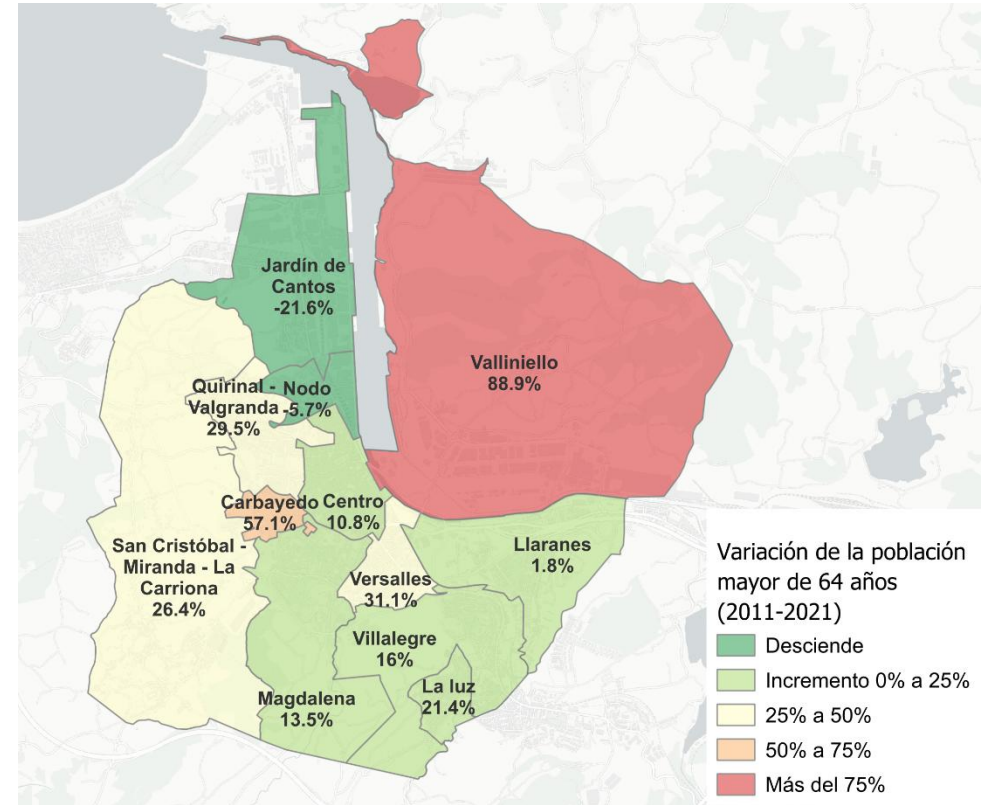 Jardín de
Cantos
-21.6%
Valliniello
88.9%
Quirinal -
Valgranda
29.5%
Nodo
-5.7%
Carbayedo
57.1%
Centro
10.8%
Llaranes
1.8%
San Cristóbal -
Miranda - La
Carriona
26.4%
Versalles
31.1%
Villalegre
16%
La luz
21.4%
Magdalena
13.5%
Variación de la población
mayor de 64 años
(2011-2021)
Desciende
Incremento 0% a 25%
25% a 50%
50% a 75%
Más del 75%